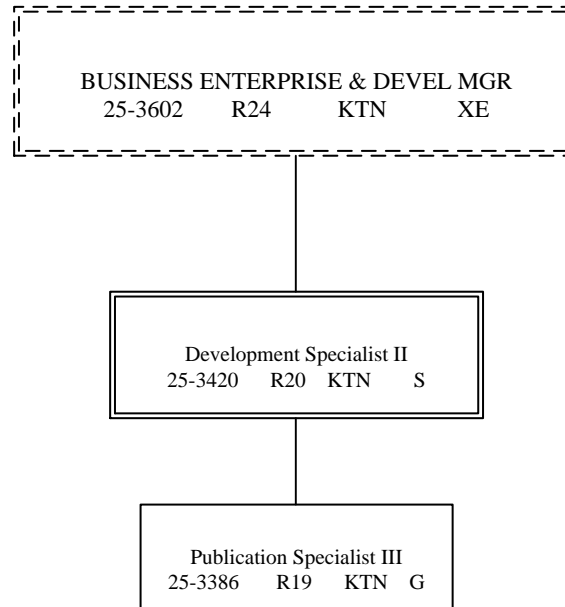 BUSINESS ENTERPRISE & DEVEL MGR
25-3602 R24 KTN XE
Development Specialist II
25-3420 R20 KTN S
Publication Specialist III
25-3386 R19 KTN G